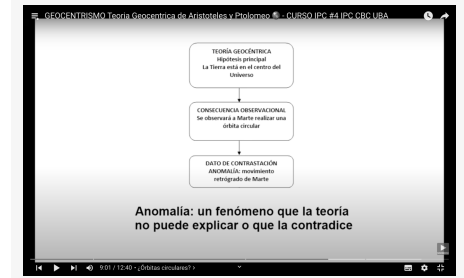 GEOCENTRISMO Teoría Geocentrica de Aristoteles y Ptolomeo 🌎 - CURSO IPC #4 IPC CBC UBA
TEORÍA GEOCÉNTRICA
Hipótesis principal
La Tierra está en el centro del
Universo
CONSECUENCIA OBSERVACIONAL
Se observará a Marte realizar una
órbita circular
DATO DE CONTRASTACIÓN
ANOMALÍA: movimiento
retrógrado de Marte
Anomalía: un fenómeno que la teoría
no puede explicar o que la contradice
9:01 / 12:40 • ¿Órbitas circulares? ›